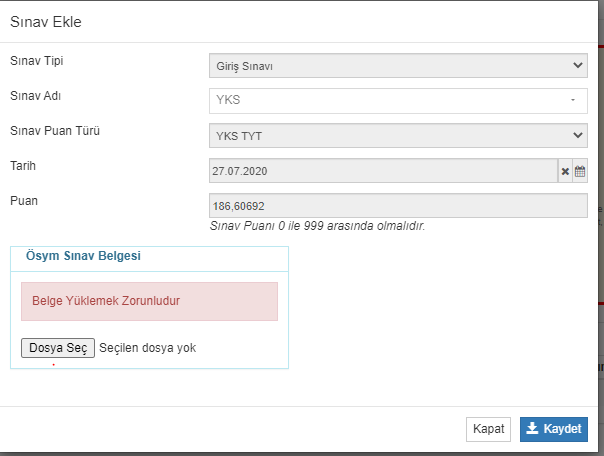 Sınav Ekle
Sınav Tipi
Giriş Sınavı
Sınav Adı
YKS
Sınav Puan Türü
YKS TYT
Tarih
27.07.2020
Puan
186,60692
Sınav Puanı 0 ile 999 arasında olmalıdır.
Ösym Sınav Belgesi
Belge Yüklemek Zorunludur
Dosya Seç Seçilen dosya yok
Kapat
Kaydet